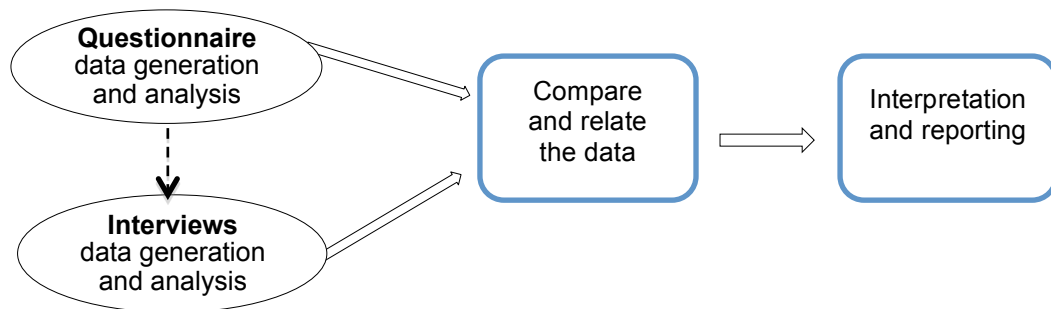 Questionnaire
data generation
and analysis
Interviews
data generation
and analysis
Compare
and relate
the data
Interpretation
and reporting